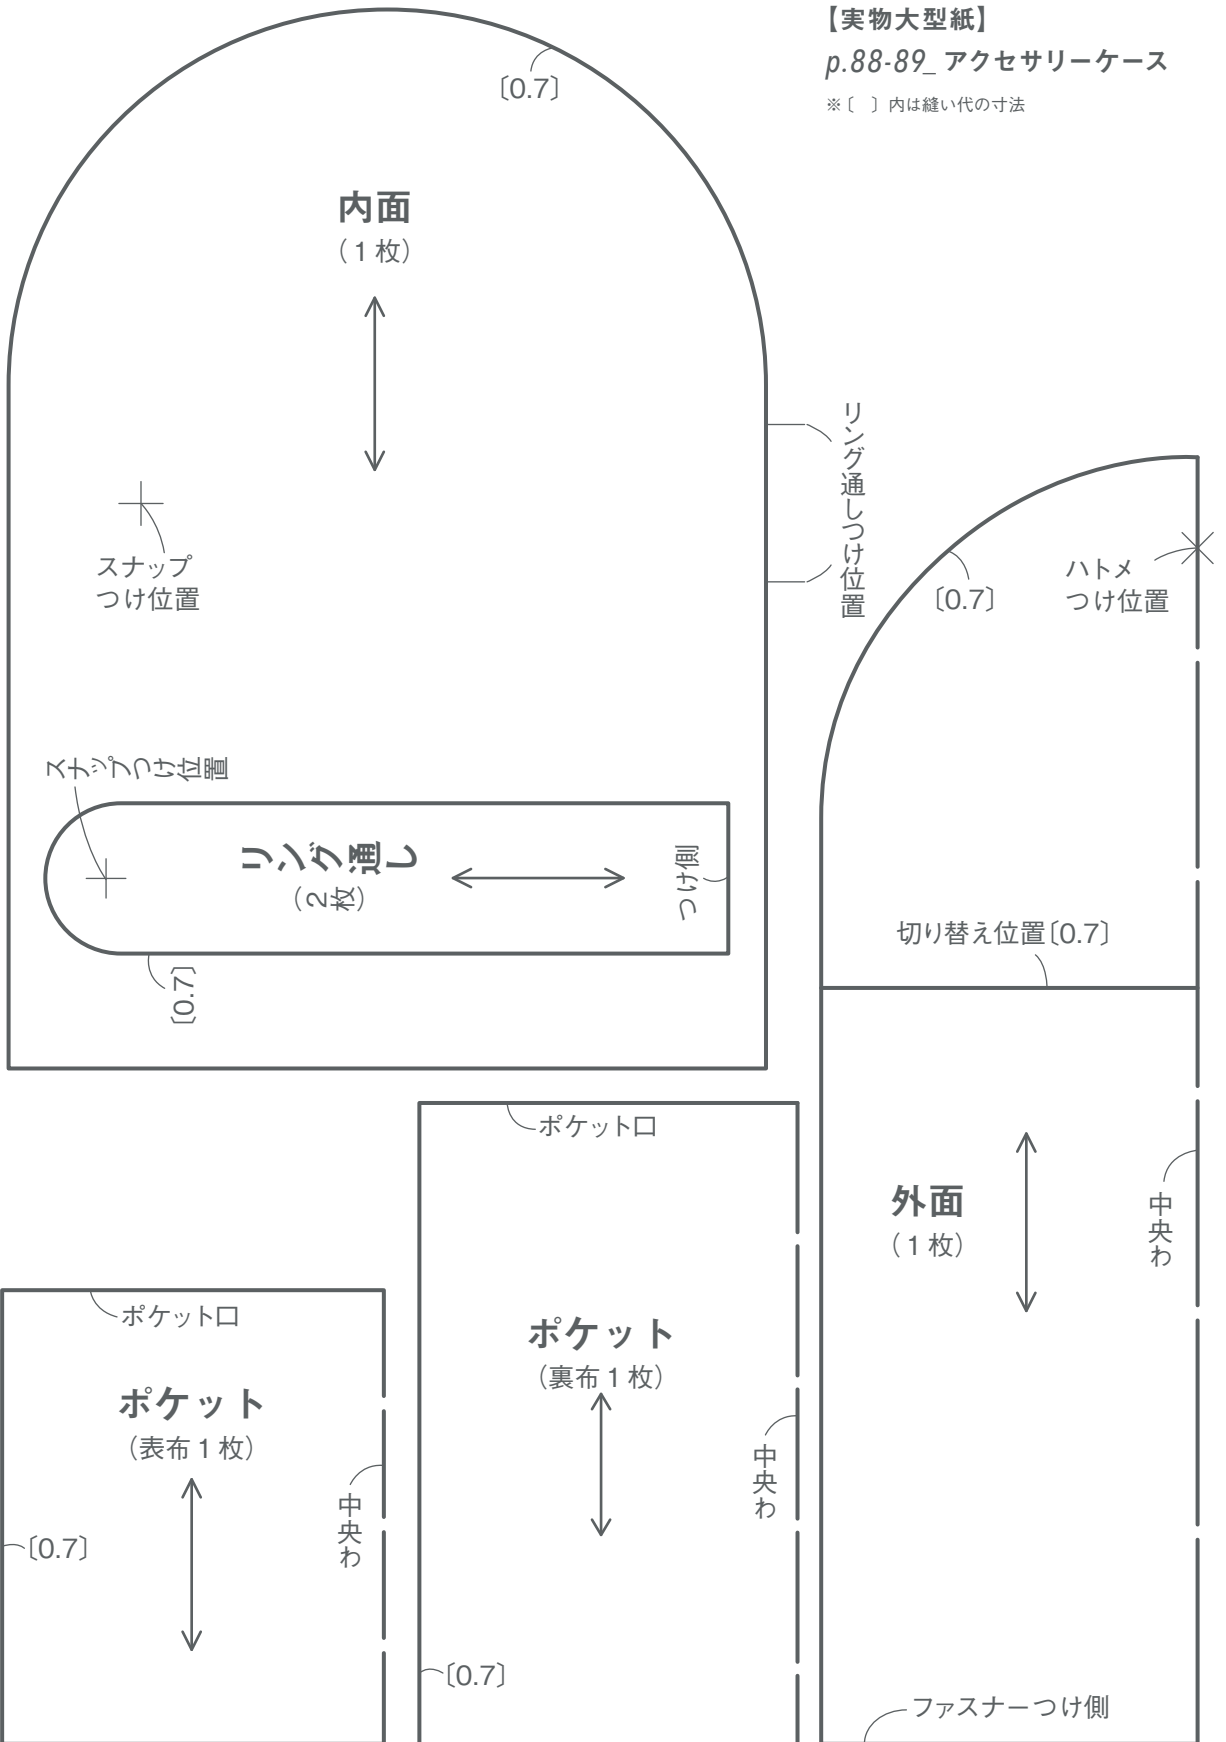 【実物大型紙】
p.88-89_ アクセサリーケース
※〔　〕内は縫い代の寸法
〔0.7〕
内面
（1枚）
リング通しつけ位置
スナップ
つけ位置
ハトメ
つけ位置
〔0.7〕
スナップつけ位置
リング通し
（2枚）
つけ側
〔0.7〕
切り替え位置〔0.7〕
ポケット口
外面
（1枚）
中央わ
ポケット口
ポケット
（裏布1枚）
ポケット
（表布1枚）
中央わ
中央わ
〔0.7〕
〔0.7〕
ファスナーつけ側